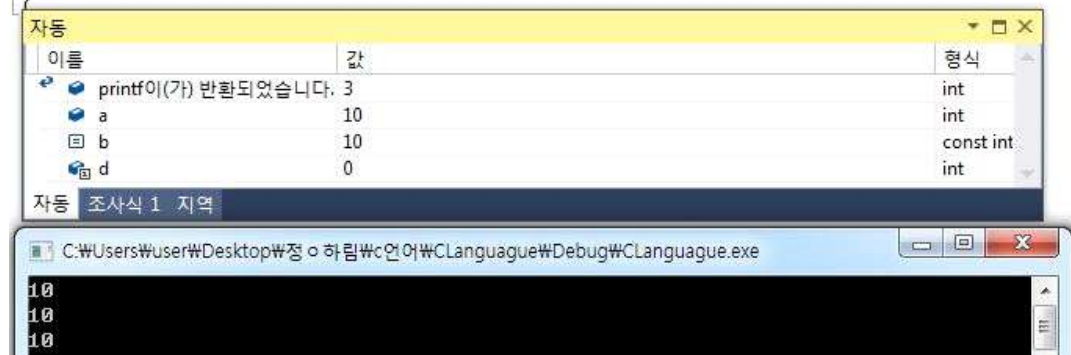 자동
이름 값 형식
printf이(가) 반환되었습니다. 3 int
a 10 int
b 10 const int
d 0 int
자동 조사식 1 지역
C:₩Users₩user₩Desktop₩정ㅇ하림₩c언어₩CLanguague₩Debug₩CLanguague.exe
10
10
10